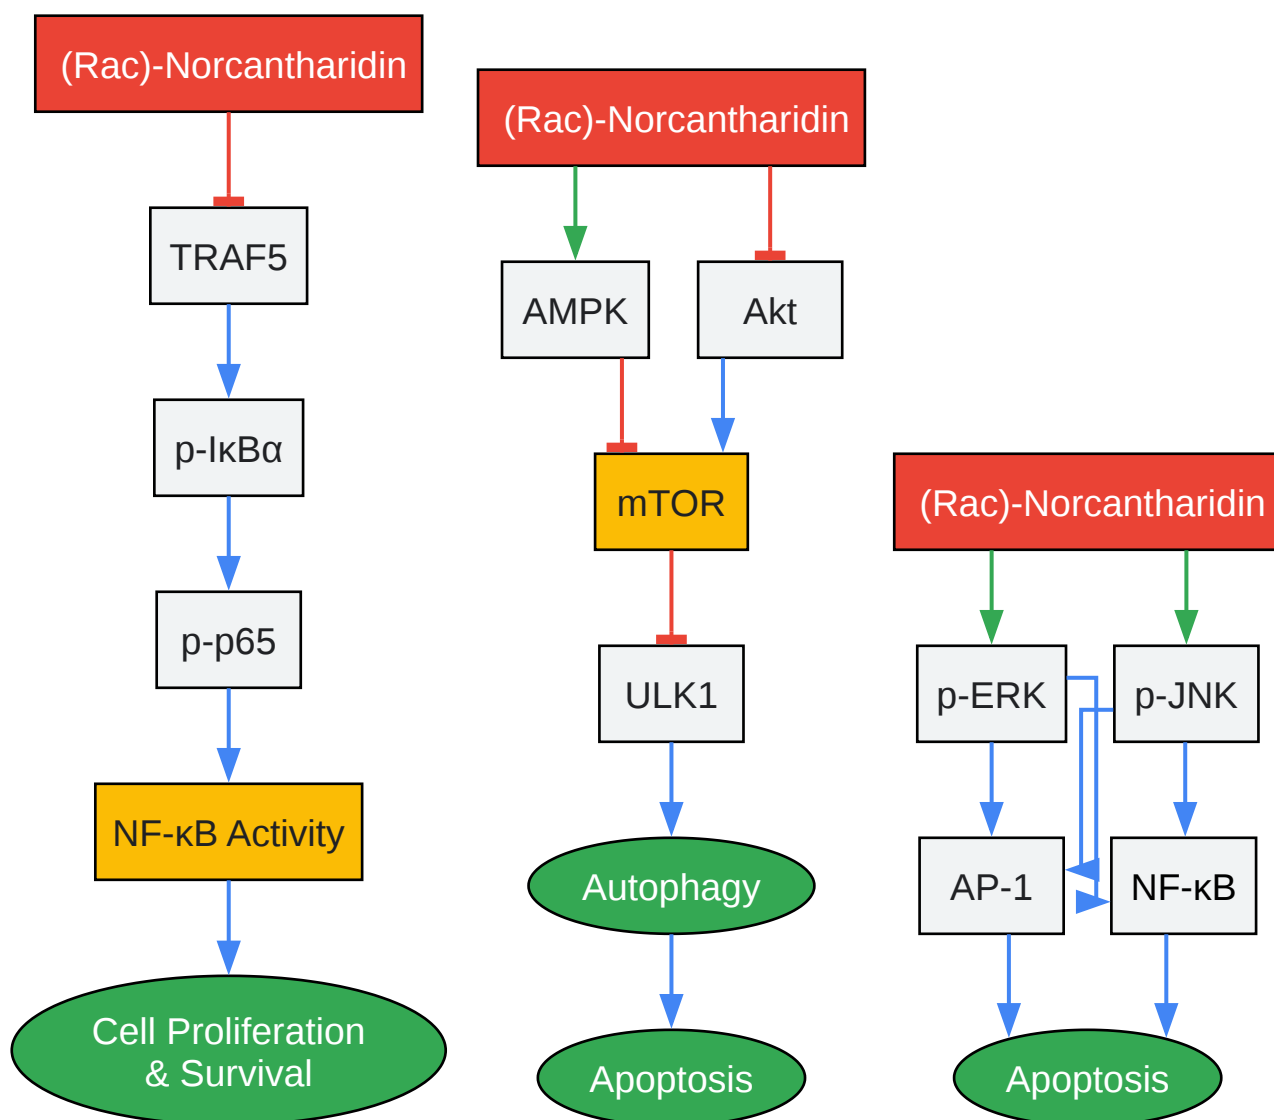 (Rac)-Norcantharidin
TRAF5
p-IκBα
p-p65
NF-κB Activity
Cell Proliferation
& Survival
(Rac)-Norcantharidin
AMPK
Akt
mTOR
ULK1
Autophagy
Apoptosis
(Rac)-Norcantharidin
p-ERK
p-JNK
AP-1
NF-κB
Apoptosis